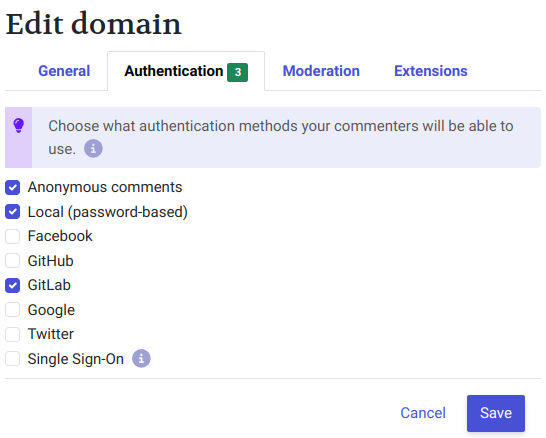 Edit domain
General Authentication 3 Moderation Extensions
Choose what authentication methods your commenters will be able to
use. i
Anonymous comments
Local (password-based)
Facebook
GitHub
GitLab
Google
Twitter
Single Sign-On i
Cancel Save